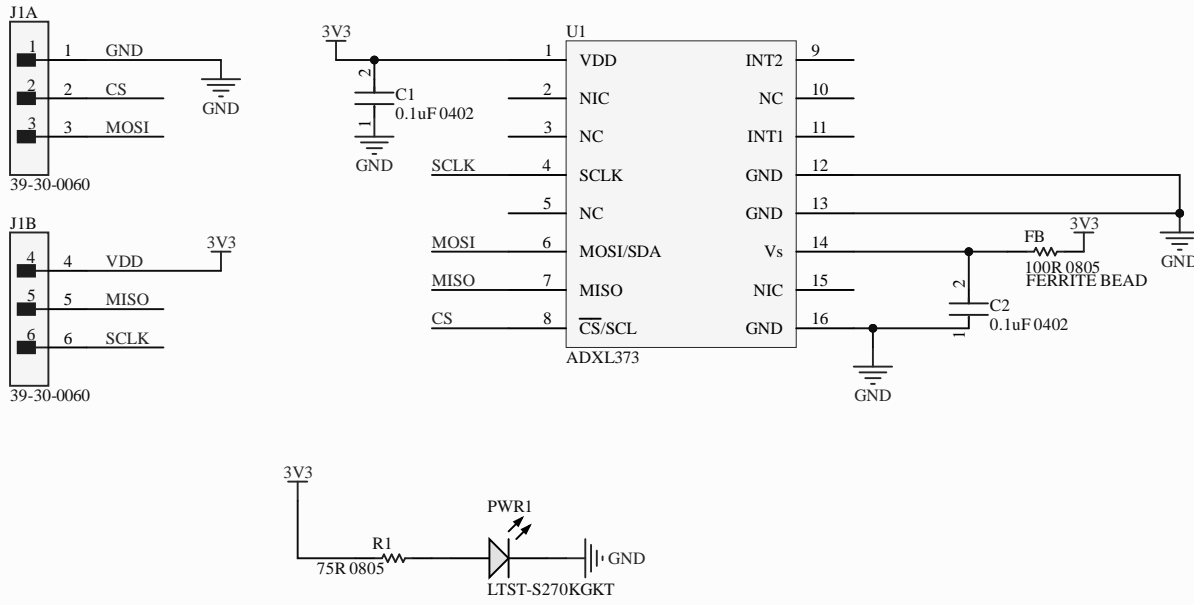 J1A
1 1 GND
2 2 CS
3 3 MOSI
GND
39-30-0060
J1B
3V3
4 4 VDD
5 5 MISO
6 6 SCLK
39-30-0060
3V3
2
C1
0.1uF 0402
1
GND
U1
1 VDD INT2 9
2 NIC NC 10
3 NC INT1 11
SCLK 4 SCLK GND 12
5 NC GND 13
MOSI 6 MOSI/SDA Vs 14
MISO 7 MISO NIC 15
CS 8 CS/SCL GND 16
ADXL373
FB
3V3
100R 0805
FERRITE BEAD
GND
2
C2
0.1uF 0402
1
GND
3V3
R1
75R 0805
PWR1
GND
LTST-S270KGKT